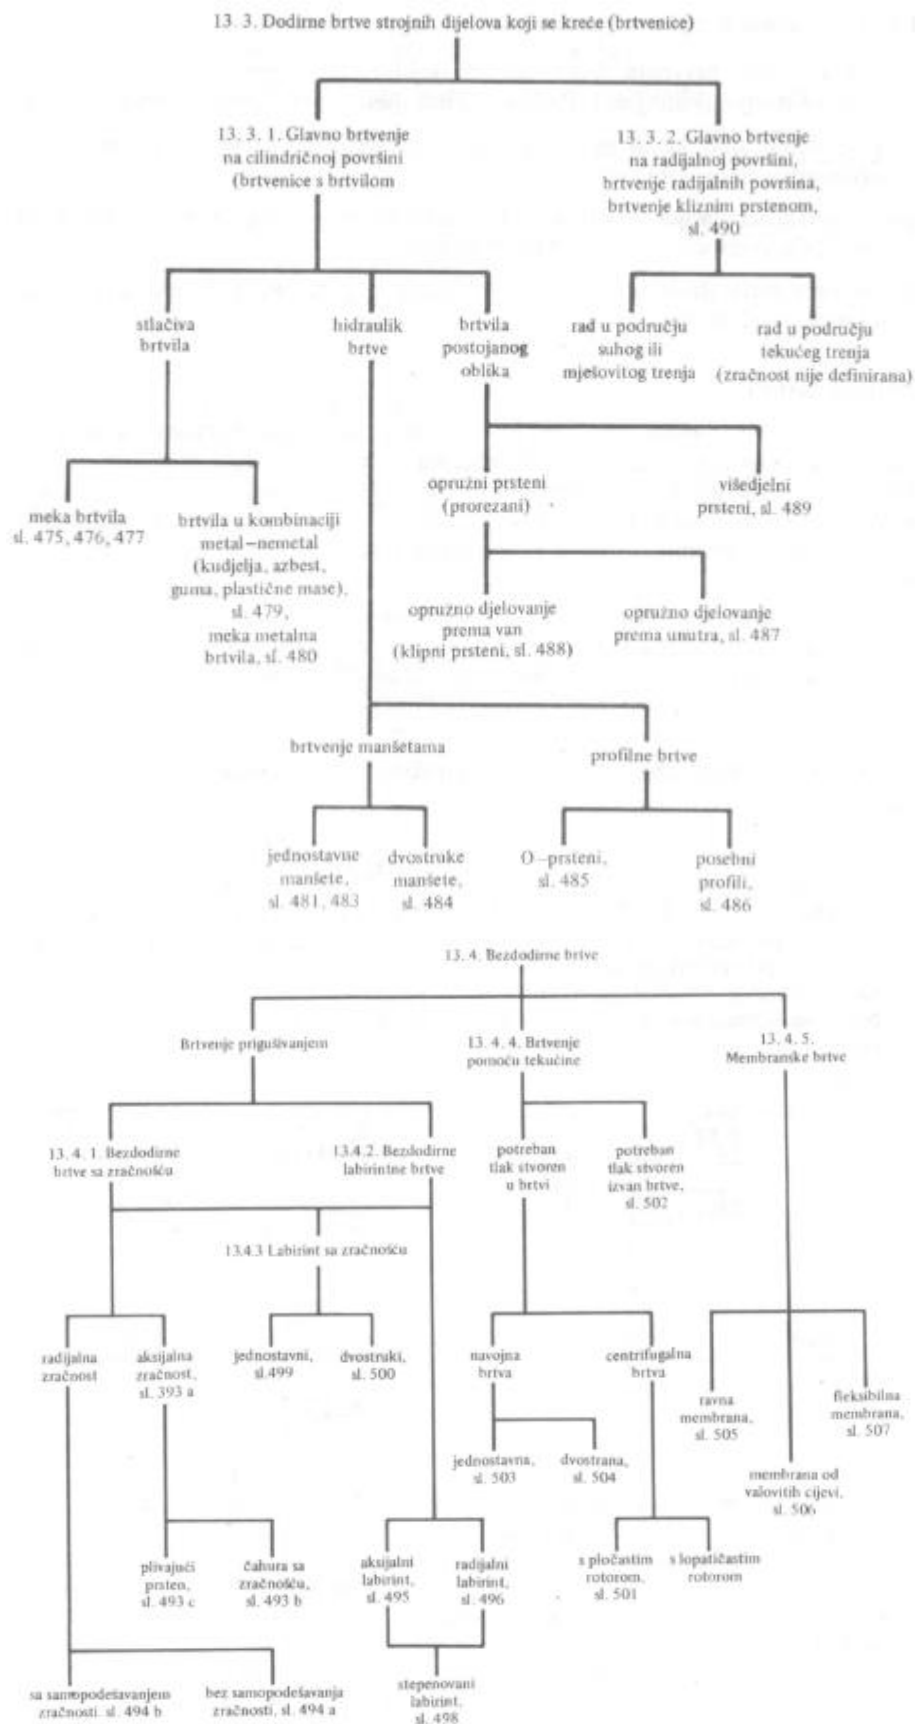 13. 3. Dodirne brtve strojnih dijelova koji se kreće (brtvenice)
13. 3. 1. Glavno brtvenje
na cilindričnoj površini
(brtvenice s brtvilom
13. 3. 2. Glavno brtvenje
na radijalnoj površini,
brtvenje radijalnih površina,
brtvenje kliznim prstenom,
sl. 490
stlačiva
brtvila
hidraulik
brtve
brtvila
postojanog
oblika
rad u području
suhog ili
mješovitog trenja
rad u području
tekućeg trenja
(zračnost nije definirana)
meka brtvila
sl. 475, 476, 477
brtvila u kombinaciji
metal–nemetal
(kudjelja, azbest,
guma, plastične mase),
sl. 479,
meka metalna
brtvila, sl. 480
opružni prsteni
(prorezani)
višedjelni
prsteni, sl. 489
opružno djelovanje
prema van
(klipni prsteni, sl. 488)
opružno djelovanje
prema unutra, sl. 487
brtvenje manšetama
profilne brtve
jednostavne
manšete,
sl. 481, 483
dvostruke
manšete,
sl. 484
O –prsteni,
sl. 485
posebni
profili,
sl. 486
13. 4. Bezdodirne brtve
Brtvenje prigušivanjem
13. 4. 4. Brtvenje
pomoću tekućine
13. 4. 5.
Membranske brtve
13. 4. 1. Bezdodirne
brtve sa zračnošću
13.4.2. Bezdodirne
labirintne brtve
potreban
tlak stvoren
u brtvi
potreban
tlak stvoren
izvan brtve,
sl. 502
13.4.3 Labirint sa zračnošću
radijalna
zračnost
aksijalna
zračnost,
sl. 393 a
jednostavni,
sl.499
dvostruki,
sl. 500
navojna
brtva
centrifugalna
brtva
ravna
membrana,
sl. 505
fleksibilna
membrana,
sl. 507
jednostavna,
sl. 503
dvostrana,
sl. 504
membrana od
valovitih cijevi,
sl. 506
plivajući
prsten,
sl. 493 c
čahura sa
zračnošću,
sl. 493 b
aksijalni
labirint,
sl. 495
radijalni
labirint,
sl. 496
s pločastim
rotorom,
sl. 501
s lopatičastim
rotorom
sa samopodešavanjem
zračnosti. sl. 494 b
bez samopodešavanja
zračnosti, sl. 494 a
stepenovani
labirint,
sl. 498